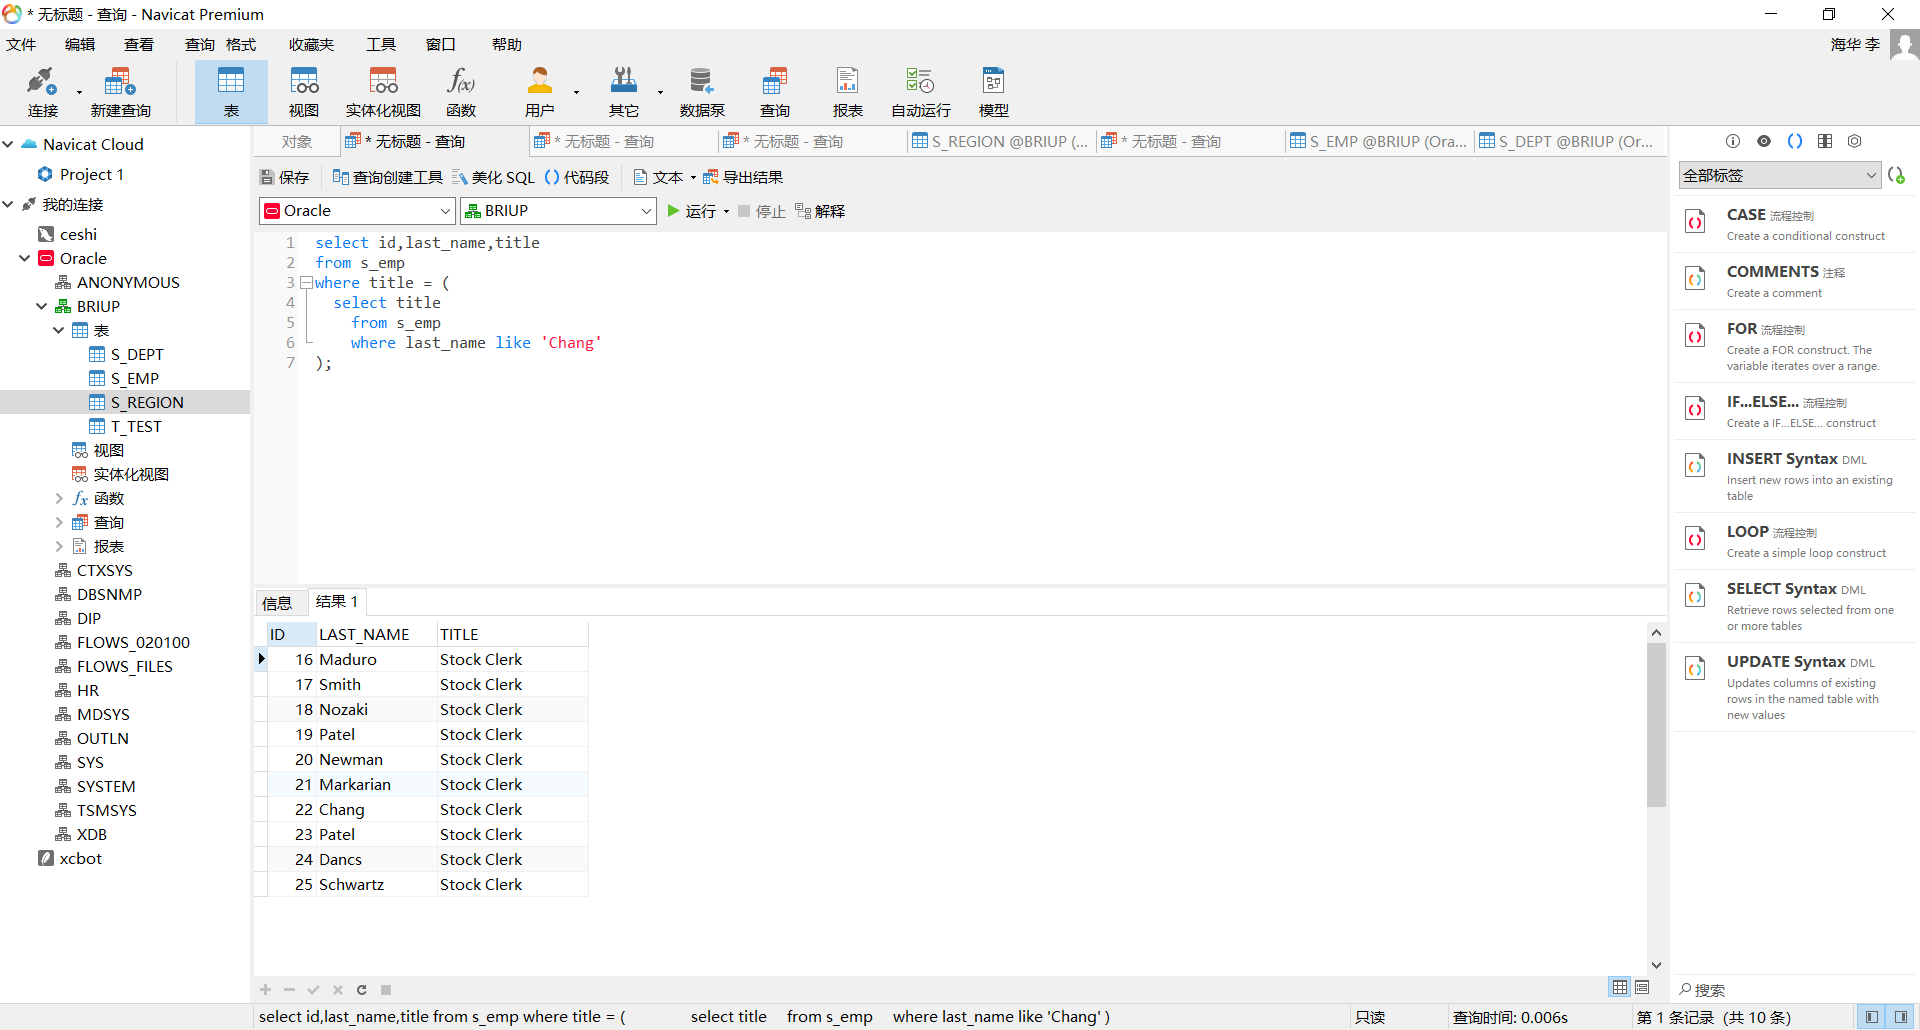 * 无标题 - 查询 - Navicat Premium
文件 编辑 查看 查询 格式 收藏夹 工具 窗口 帮助 海华 李
连接 新建查询 表 视图 实体化视图 函数 用户 其它 数据泵 查询 报表 自动运行 模型
Navicat Cloud
Project 1
我的连接
ceshi
Oracle
ANONYMOUS
BRIUP
表
S_DEPT
S_EMP
S_REGION
T_TEST
视图
实体化视图
函数
查询
报表
CTXSYS
DBSNMP
DIP
FLOWS_020100
FLOWS_FILES
HR
MDSYS
OUTLN
SYS
SYSTEM
TSMSYS
XDB
xcbot
对象 * 无标题 - 查询 * 无标题 - 查询 * 无标题 - 查询 S_REGION @BRIUP (... * 无标题 - 查询 S_EMP @BRIUP (Ora... S_DEPT @BRIUP (Or...
保存 查询创建工具 美化 SQL 代码段 文本 导出结果
Oracle BRIUP 运行 停止 解释
1 select id,last_name,title
2 from s_emp
3 where title = (
4 select title
5 from s_emp
6 where last_name like 'Chang'
7 );
信息 结果 1
ID LAST_NAME TITLE
16 Maduro Stock Clerk
17 Smith Stock Clerk
18 Nozaki Stock Clerk
19 Patel Stock Clerk
20 Newman Stock Clerk
21 Markarian Stock Clerk
22 Chang Stock Clerk
23 Patel Stock Clerk
24 Dancs Stock Clerk
25 Schwartz Stock Clerk
全部标签
CASE 流程控制
Create a conditional construct
COMMENTS 注释
Create a comment
FOR 流程控制
Create a FOR construct. The
variable iterates over a range.
IF...ELSE... 流程控制
Create a IF...ELSE... construct
INSERT Syntax DML
Insert new rows into an existing
table
LOOP 流程控制
Create a simple loop construct
SELECT Syntax DML
Retrieve rows selected from one
or more tables
UPDATE Syntax DML
Updates columns of existing
rows in the named table with
new values
搜索
select id,last_name,title from s_emp where title = ( select title from s_emp where last_name like 'Chang' ) 只读 查询时间: 0.006s 第 1 条记录 (共 10 条)